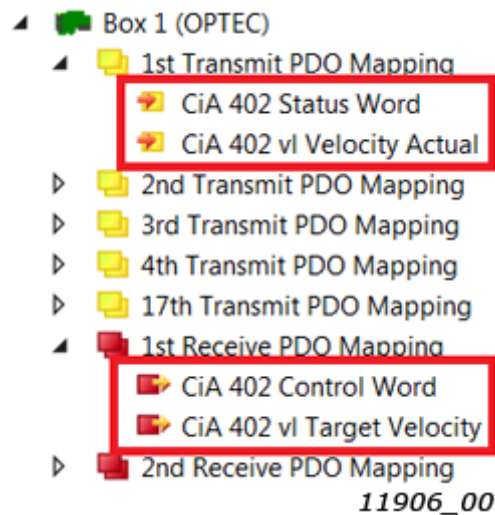 Box 1 (OPTEC)
1st Transmit PDO Mapping
CiA 402 Status Word
CiA 402 vl Velocity Actual
2nd Transmit PDO Mapping
3rd Transmit PDO Mapping
4th Transmit PDO Mapping
17th Transmit PDO Mapping
1st Receive PDO Mapping
CiA 402 Control Word
CiA 402 vl Target Velocity
2nd Receive PDO Mapping
11906_00